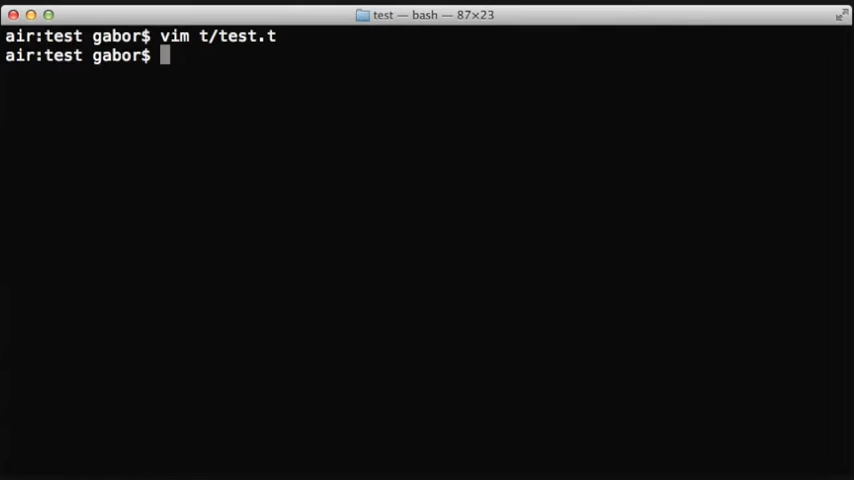 test — bash — 87×23
air:test gabor$ vim t/test.t
air:test gabor$